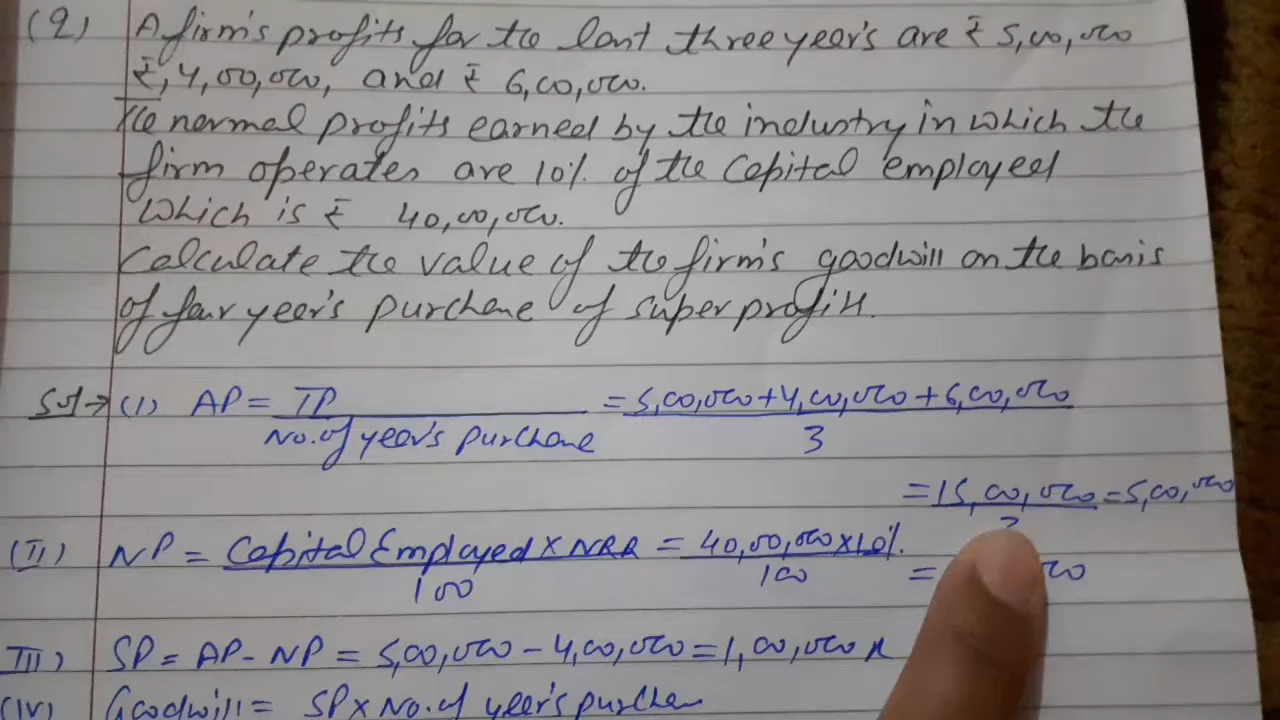 (2) A firm's profits for the last three year's are ₹ 5,00,000
₹, 4,00,000, and ₹ 6,00,000.
The normal profits earned by the industry in which the
firm operates are 10% of the Capital employed
which is ₹ 40,00,000.
Calculate the value of the firm's goodwill on the basis
of four year's purchase of super profit.
Sol→ (1) AP = TP / No. of year's purchase = 5,00,000+4,00,000+6,00,000 / 3
= 15,00,000 = 5,00,000
(II) NP = Capital Employed × NRR / 100 = 40,00,000 × 10% / 100 =
III) SP = AP - NP = 5,00,000 - 4,00,000 = 1,00,000
(IV) Goodwill = SP × No. of year's purchase